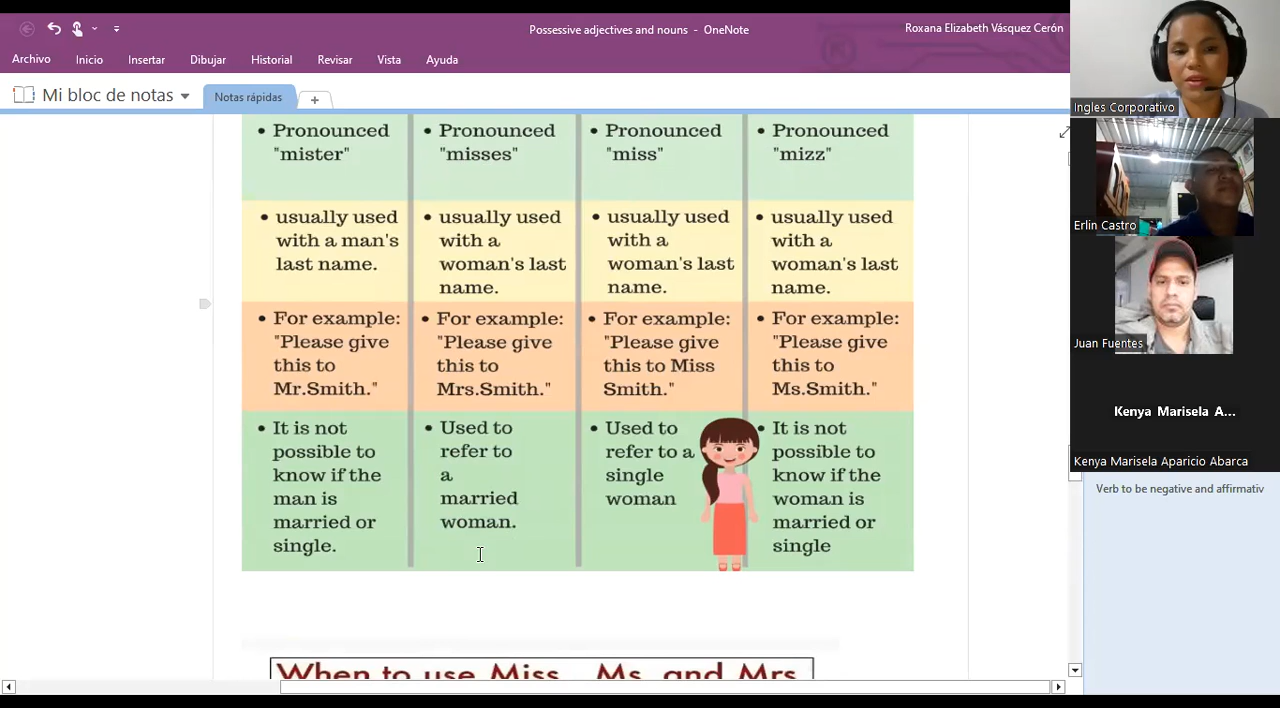 Possessive adjectives and nouns - OneNote
Roxana Elizabeth Vásquez Cerón
Archivo Inicio Insertar Dibujar Historial Revisar Vista Ayuda
Mi bloc de notas
Notas rápidas
+
• Pronounced
"mister"
• usually used
with a man's
last name.
• For example:
"Please give
this to
Mr.Smith."
• It is not
possible to
know if the
man is
married or
single.
• Pronounced
"misses"
• usually used
with a
woman's last
name.
• For example:
"Please give
this to
Mrs.Smith."
• Used to
refer to
a
married
woman.
• Pronounced
"miss"
• usually used
with a
woman's last
name.
• For example:
"Please give
this to Miss
Smith."
• Used to
refer to a
single
woman
• Pronounced
"mizz"
• usually used
with a
woman's last
name.
• For example:
"Please give
this to
Ms.Smith."
• It is not
possible to
know if the
woman is
married or
single
When to use Miss, Ms. and Mrs
Ingles Corporativo
Erlin Castro
Juan Fuentes
Kenya Marisela A...
Kenya Marisela Aparicio Abarca
Verb to be negative and affirmativ